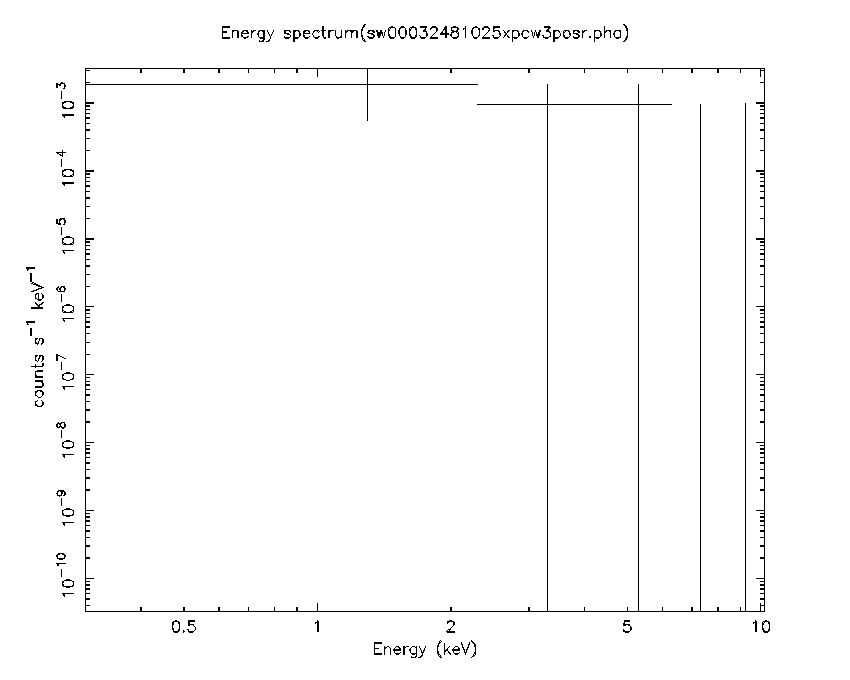 Energy spectrum(sw00032481025xpcw3posr.pha)
10⁻³
10⁻⁴
10⁻⁵
10⁻⁶
10⁻⁷
10⁻⁸
10⁻⁹
10⁻¹⁰
counts s⁻¹ keV⁻¹
0.5 1 2 5 10
Energy (keV)